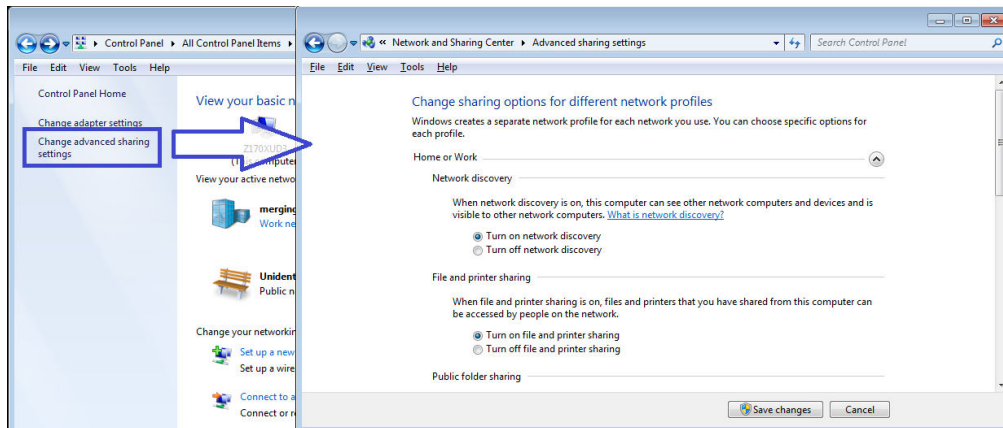 Control Panel ▸ All Control Panel Items ▸
File Edit View Tools Help
Control Panel Home
Change adapter settings
Change advanced sharing
settings
View your basic n
Z170XUD3
View your active netwo
merging
Work ne
Unident
Public n
Change your networkin
Set up a new
Set up a wire
Connect to a
Connect or r
« Network and Sharing Center ▸ Advanced sharing settings
Search Control Panel
File Edit View Tools Help
Change sharing options for different network profiles
Windows creates a separate network profile for each network you use. You can choose specific options for
each profile.
Home or Work
Network discovery
When network discovery is on, this computer can see other network computers and devices and is
visible to other network computers. What is network discovery?
Turn on network discovery
Turn off network discovery
File and printer sharing
When file and printer sharing is on, files and printers that you have shared from this computer can
be accessed by people on the network.
Turn on file and printer sharing
Turn off file and printer sharing
Public folder sharing
Save changes Cancel